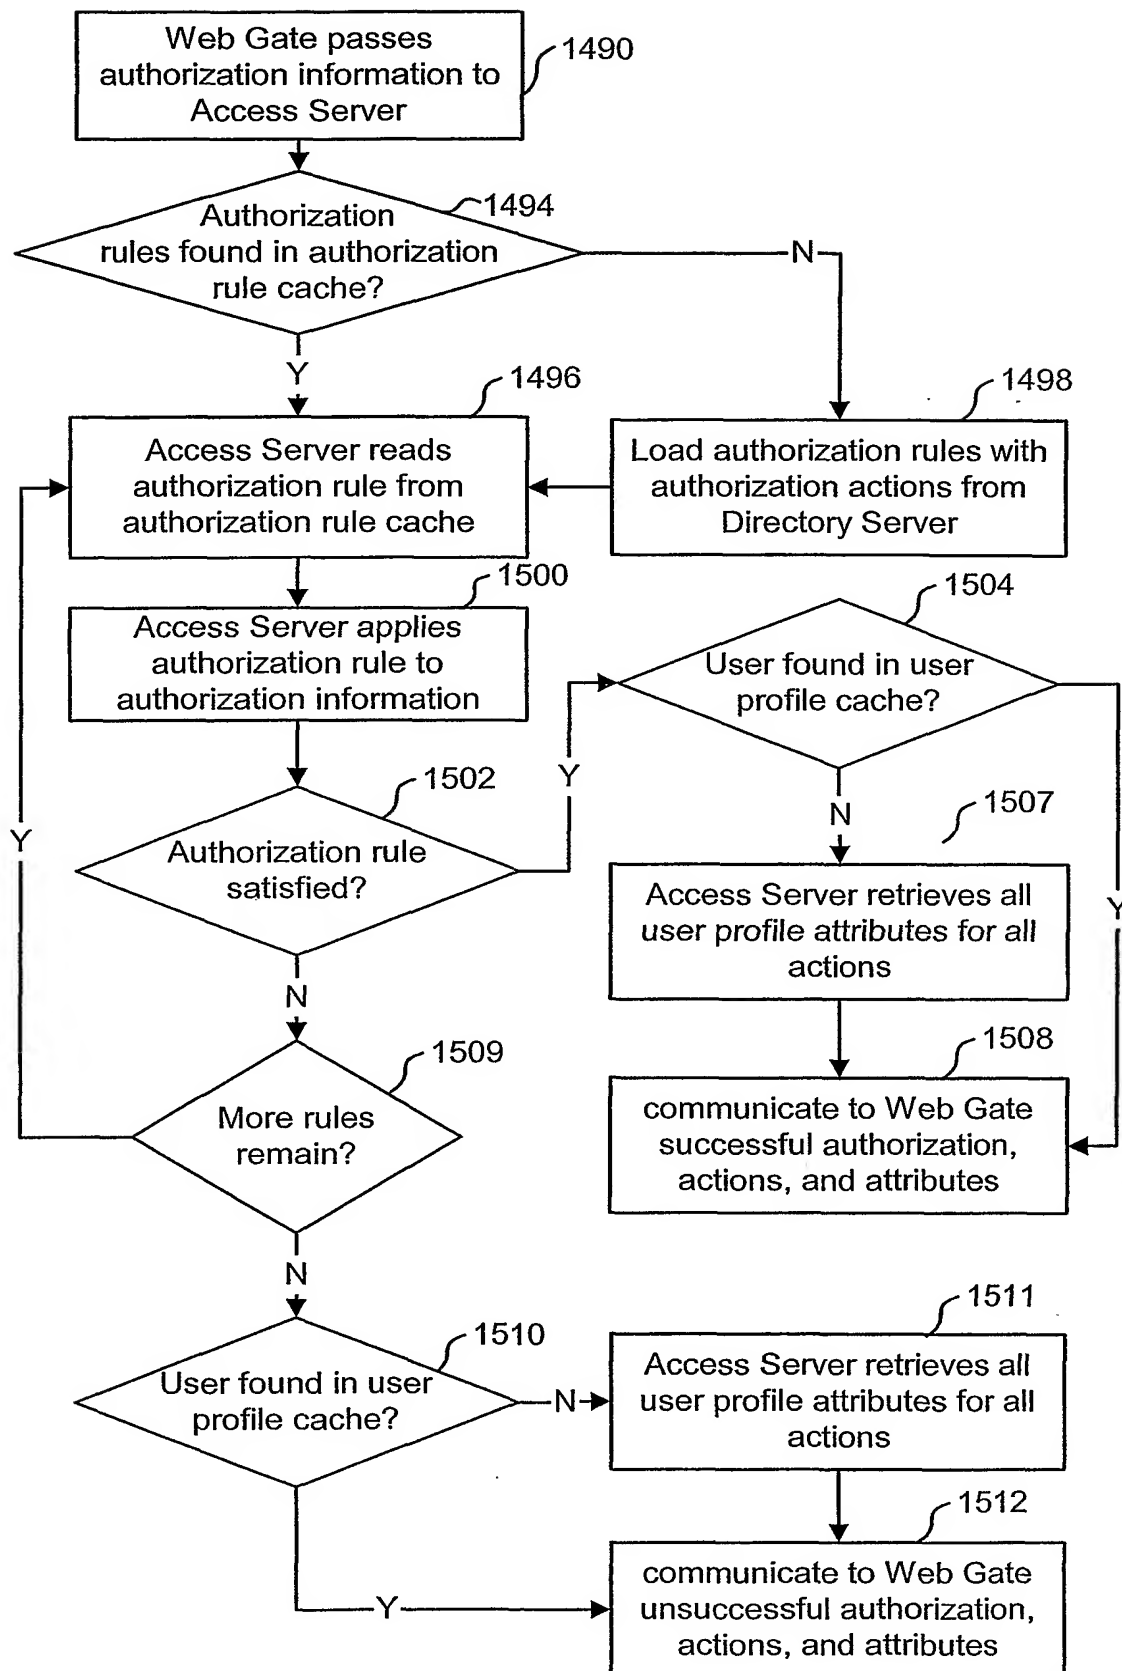 Web Gate passes
authorization information to
Access Server
1490
1494
Authorization
rules found in authorization
rule cache?
N
Y
1496
1498
Access Server reads
authorization rule from
authorization rule cache
Load authorization rules with
authorization actions from
Directory Server
1500
1504
Access Server applies
authorization rule to
authorization information
User found in user
profile cache?
1502
Y
N
1507
Y
Authorization rule
satisfied?
Access Server retrieves all
user profile attributes for all
actions
Y
N
1509
1508
More rules
remain?
communicate to Web Gate
successful authorization,
actions, and attributes
N
1510
1511
User found in user
profile cache?
N
Access Server retrieves all
user profile attributes for all
actions
1512
Y
communicate to Web Gate
unsuccessful authorization,
actions, and attributes